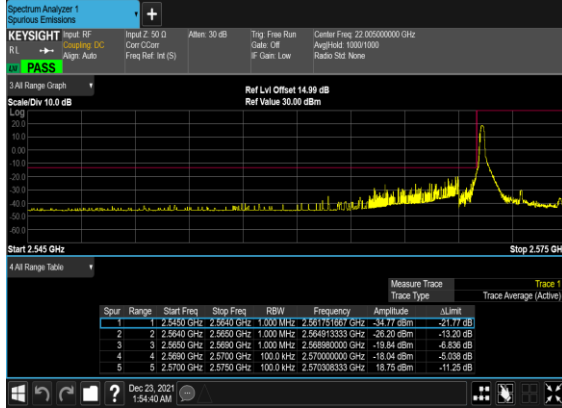 Spectrum Analyzer 1
Spurious Emissions
+
KEYSIGHT Input: RF Input Z: 50 Ω Atten: 30 dB Trig: Free Run Center Freq: 22.005000000 GHz
RL Coupling: DC Corr CCorr Gate: Off Avg|Hold: 1000/1000
Align: Auto Freq Ref: Int (S) IF Gain: Low Radio Std: None
PASS
3 All Range Graph Ref Lvl Offset 14.99 dB
Scale/Div 10.0 dB Ref Value 30.00 dBm
Log
20.0
10.0
0.00
-10.0
-20.0
-30.0
-40.0
-50.0
-60.0
Start 2.545 GHz Stop 2.575 GH
4 All Range Table
Measure Trace Trace 1
Trace Type Trace Average (Active)
Spur Range Start Freq Stop Freq RBW Frequency Amplitude ΔLimit
1 1 2.5450 GHz 2.5640 GHz 1.000 MHz 2.561751667 GHz -34.77 dBm -21.77 dB
2 2 2.5640 GHz 2.5650 GHz 1.000 MHz 2.564913333 GHz -26.20 dBm -13.20 dB
3 3 2.5650 GHz 2.5690 GHz 1.000 MHz 2.568980000 GHz -19.84 dBm -6.836 dB
4 4 2.5690 GHz 2.5700 GHz 100.0 kHz 2.570000000 GHz -18.04 dBm -5.038 dB
5 5 2.5700 GHz 2.5750 GHz 100.0 kHz 2.570308333 GHz 18.75 dBm -11.25 dB
? Dec 23, 2021
1:54:40 AM